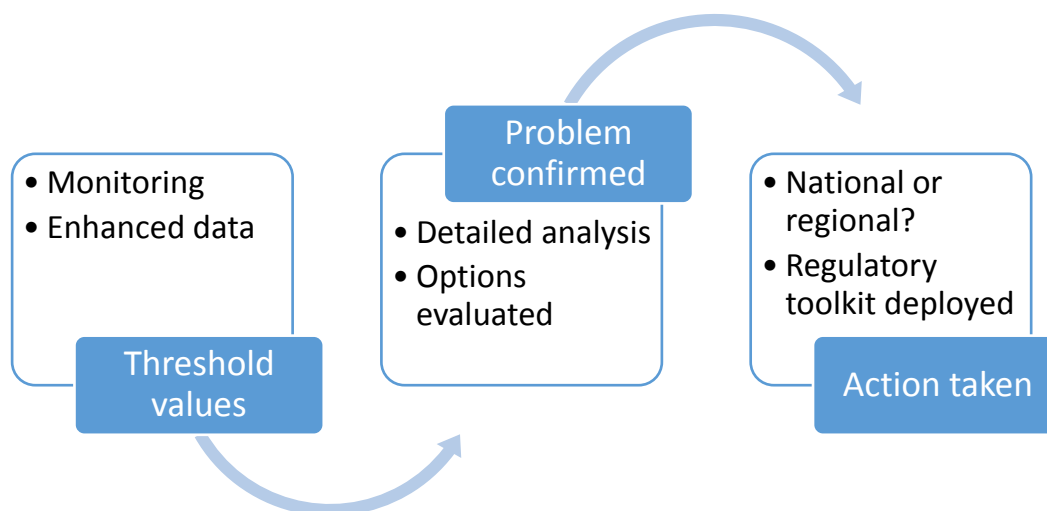 • Monitoring
• Enhanced data
Threshold
values
Problem
confirmed
• Detailed analysis
• Options
evaluated
• National or
regional?
• Regulatory
toolkit deployed
Action taken